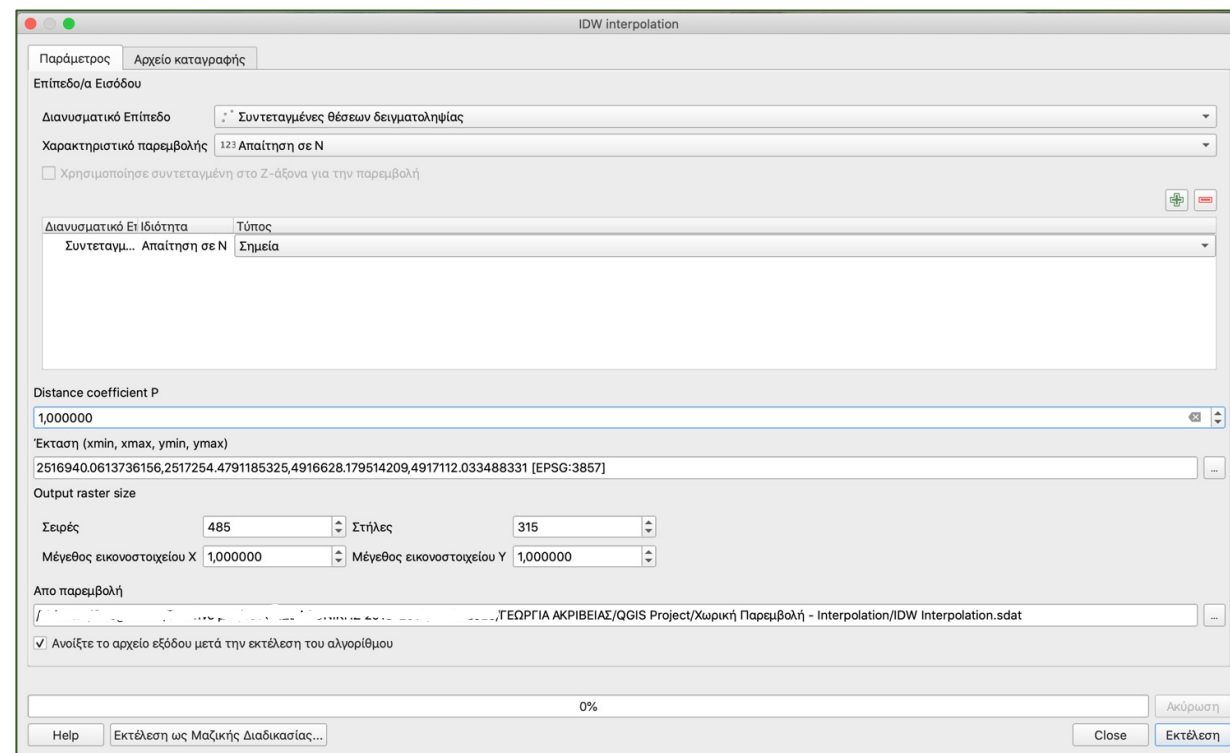 IDW interpolation
Παράμετρος Αρχείο καταγραφής
Επίπεδο/α Εισόδου
Διανυσματικό Επίπεδο Συντεταγμένες θέσεων δειγματοληψίας
Χαρακτηριστικό παρεμβολής 123 Απαίτηση σε N
Χρησιμοποίησε συντεταγμένη στο Z-άξονα για την παρεμβολή
Διανυσματικό Επ Ιδιότητα Τύπος
Συντεταγμ... Απαίτηση σε N Σημεία
Distance coefficient P
1,000000
Έκταση (xmin, xmax, ymin, ymax)
2516940.0613736156,2517254.4791185325,4916628.179514209,4917112.033488331 [EPSG:3857]
...
Output raster size
Σειρές 485 Στήλες 315
Μέγεθος εικονοστοιχείου X 1,000000 Μέγεθος εικονοστοιχείου Y 1,000000
Απο παρεμβολή
/ΓΕΩΡΓΙΑ ΑΚΡΙΒΕΙΑΣ/QGIS Project/Χωρική Παρεμβολή - Interpolation/IDW Interpolation.sdat
...
Ανοίξτε το αρχείο εξόδου μετά την εκτέλεση του αλγορίθμου
0% Ακύρωση
Help Εκτέλεση ως Μαζικής Διαδικασίας... Close Εκτέλεση